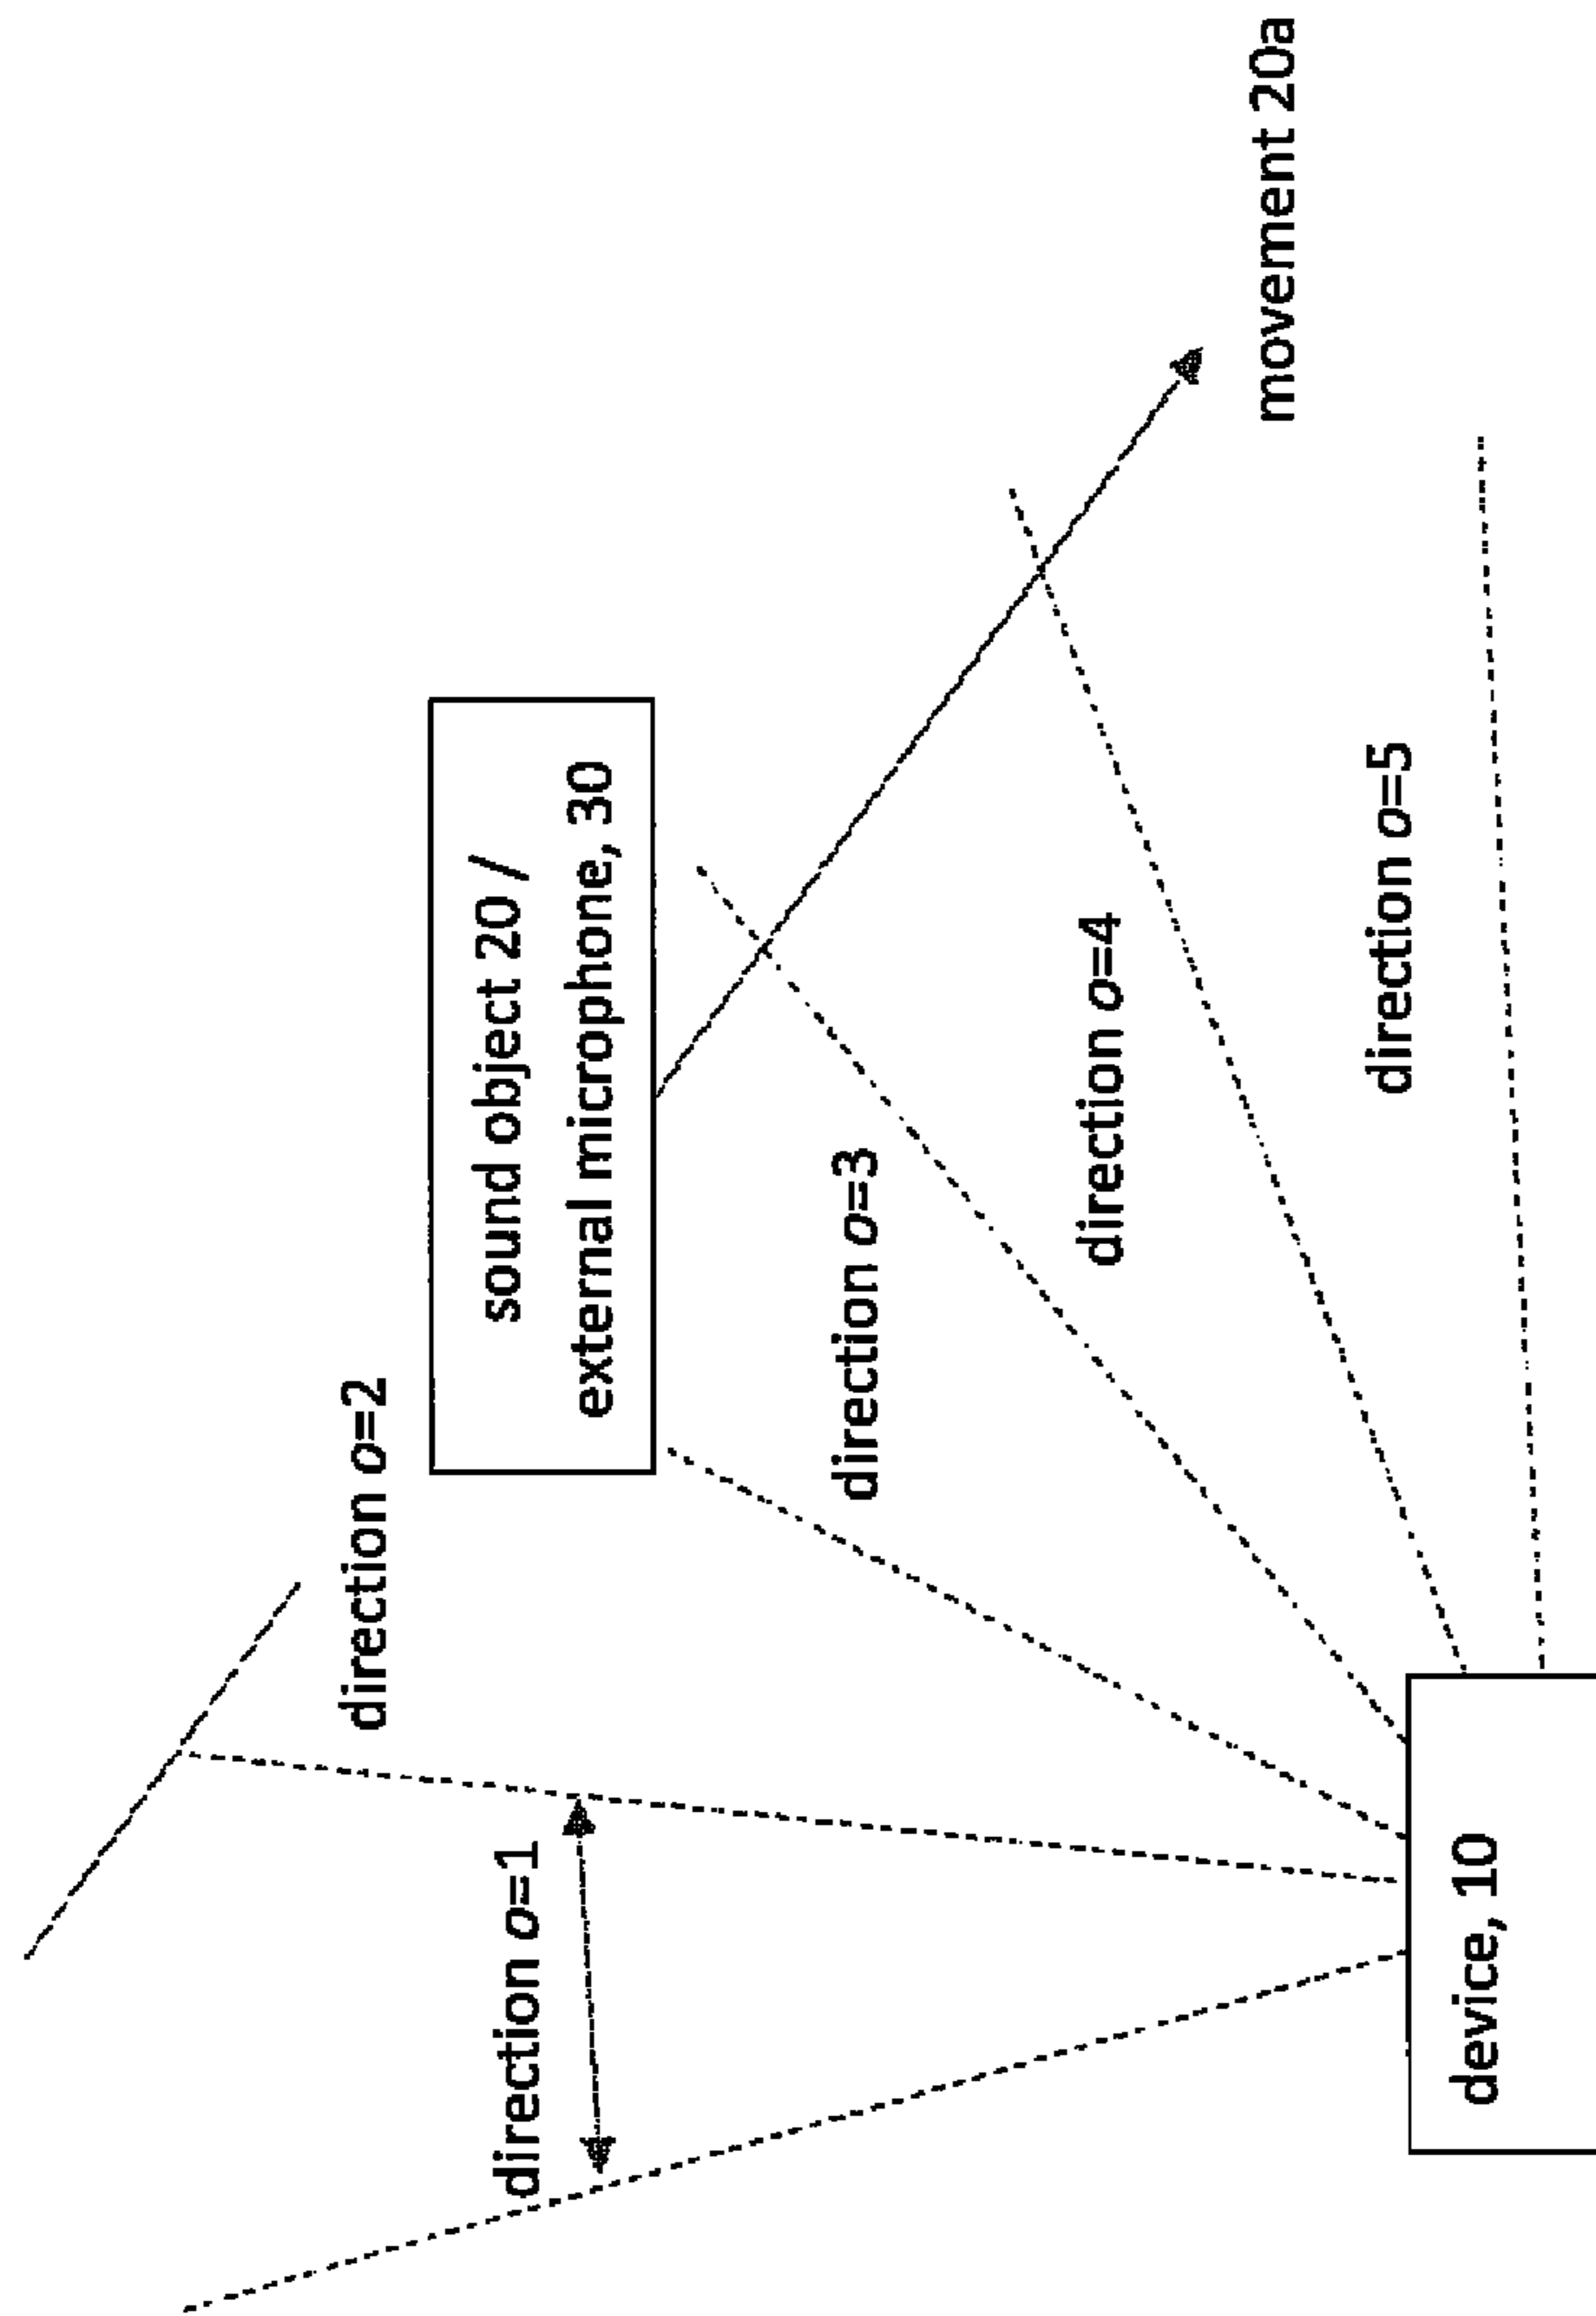 direction o=2
sound object 20 /
external microphone, 30
direction o=1
direction o=3
direction o=4
movement 20a
direction o=5
device, 10